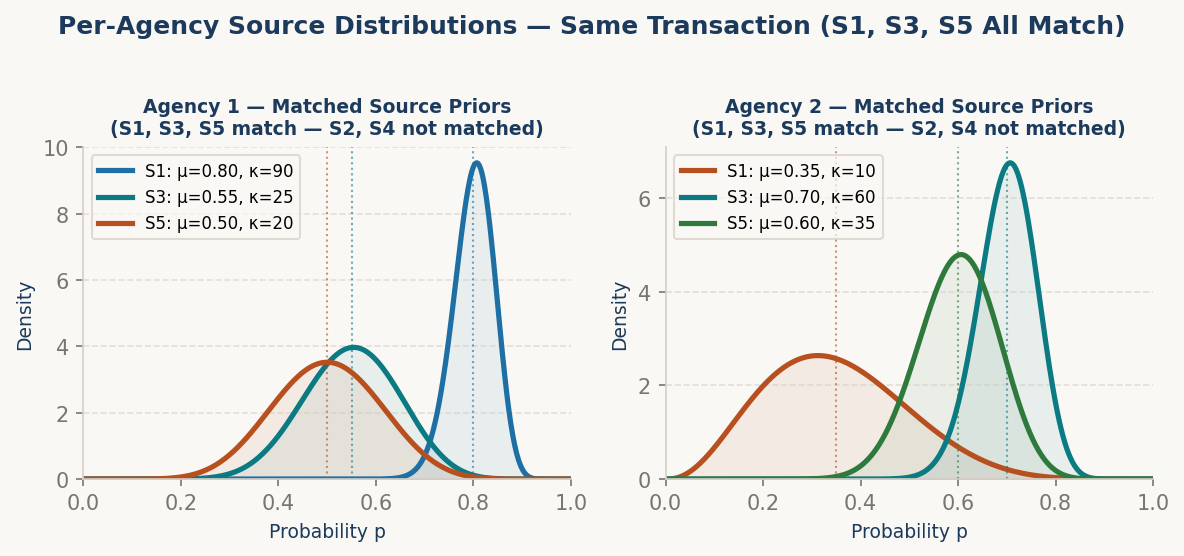 Per-Agency Source Distributions — Same Transaction (S1, S3, S5 All Match)
Agency 1 — Matched Source Priors
(S1, S3, S5 match — S2, S4 not matched)
S1: μ=0.80, κ=90
S3: μ=0.55, κ=25
S5: μ=0.50, κ=20
Density
10
8
6
4
2
0
0.0 0.2 0.4 0.6 0.8 1.0
Probability p
Agency 2 — Matched Source Priors
(S1, S3, S5 match — S2, S4 not matched)
S1: μ=0.35, κ=10
S3: μ=0.70, κ=60
S5: μ=0.60, κ=35
Density
6
4
2
0
0.0 0.2 0.4 0.6 0.8 1.0
Probability p